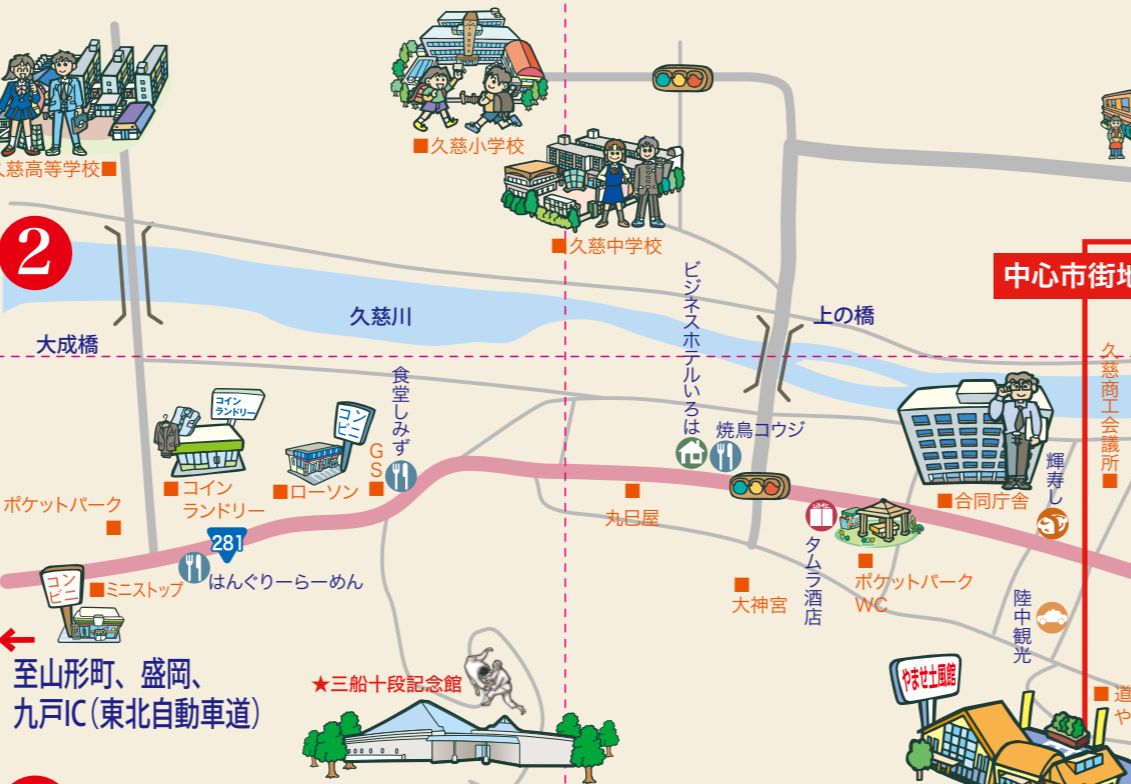 久慈小学校
慈高等学校
久慈中学校
2
中心市街地
久慈川
上の橋
大成橋
ビジネスホテルいろは
焼鳥コウジ
久慈商工会議所
食堂しみず
コイン
ランドリー
コン
ビニ
GS
コイン
ランドリー
ローソン
ポケットパーク
丸巳屋
合同庁舎
輝寿し
281
はんぐりーらーめん
ミニストップ
コン
ビニ
タムラ酒店
ポケットパーク
WC
大神宮
陸中観光
至山形町、盛岡、
九戸IC(東北自動車道)
★三船十段記念館
やませ土風館
道
や